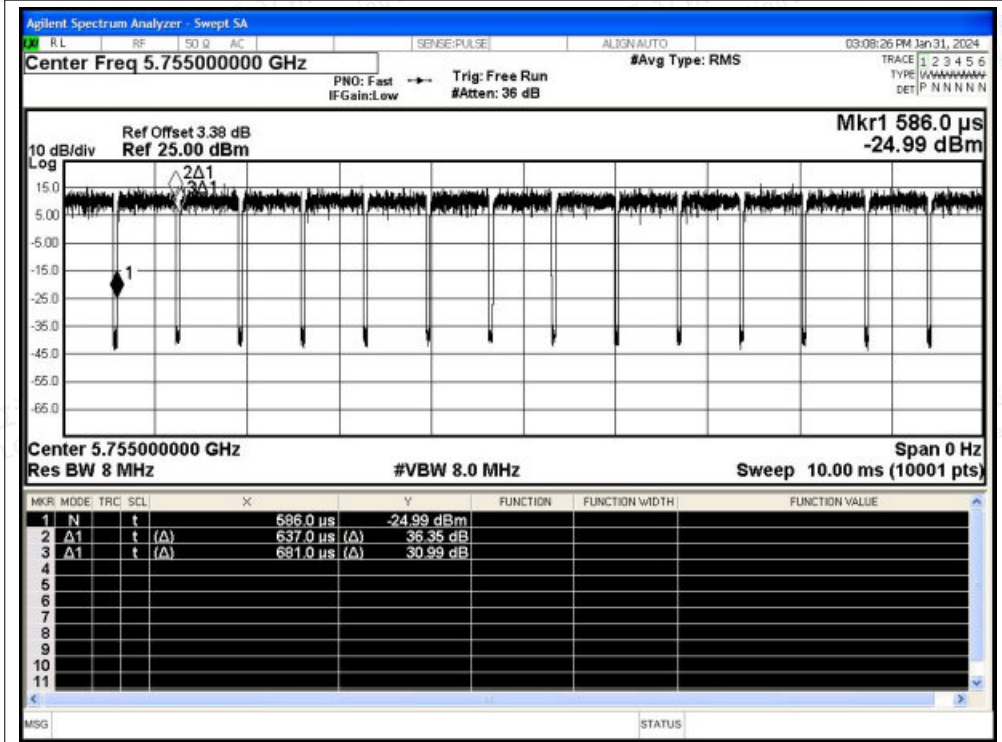 Agilent Spectrum Analyzer - Swept SA
RL RF 50 Ω AC SENSE:PULSE ALIGN AUTO 03:08:26 PM Jan 31, 2024
Center Freq 5.755000000 GHz #Avg Type: RMS TRACE 1 2 3 4 5 6
PNO: Fast Trig: Free Run TYPE
IFGain:Low #Atten: 36 dB DET P N N N N N
Mkr1 586.0 µs
Ref Offset 3.38 dB
10 dB/div Ref 25.00 dBm -24.99 dBm
Log
2Δ1
15.0 3Δ1
5.00
-5.00
-15.0 1
-25.0
-35.0
-45.0
-55.0
-65.0
Center 5.755000000 GHz Span 0 Hz
Res BW 8 MHz #VBW 8.0 MHz Sweep 10.00 ms (10001 pts)
MKR MODE TRC SCL X Y FUNCTION FUNCTION WIDTH FUNCTION VALUE
1 N t 586.0 µs -24.99 dBm
2 Δ1 t (Δ) 637.0 µs (Δ) 36.35 dB
3 Δ1 t (Δ) 681.0 µs (Δ) 30.99 dB
4
5
6
7
8
9
10
11
MSG STATUS